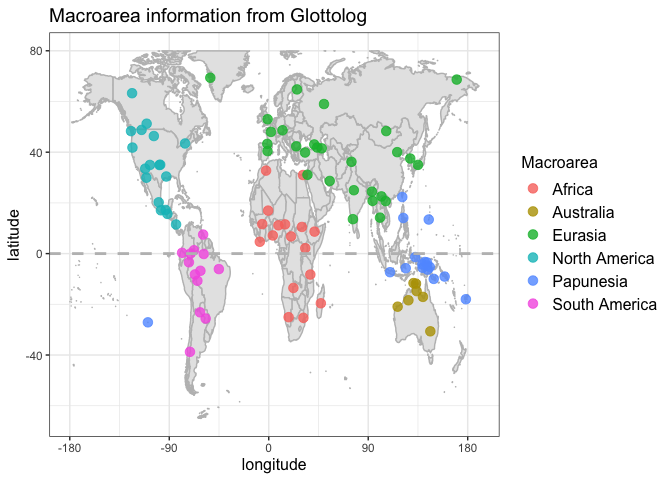 Macroarea information from Glottolog
80
40
0
-40
latitude
-180
-90
0
90
180
longitude
Macroarea
Africa
Australia
Eurasia
North America
Papunesia
South America